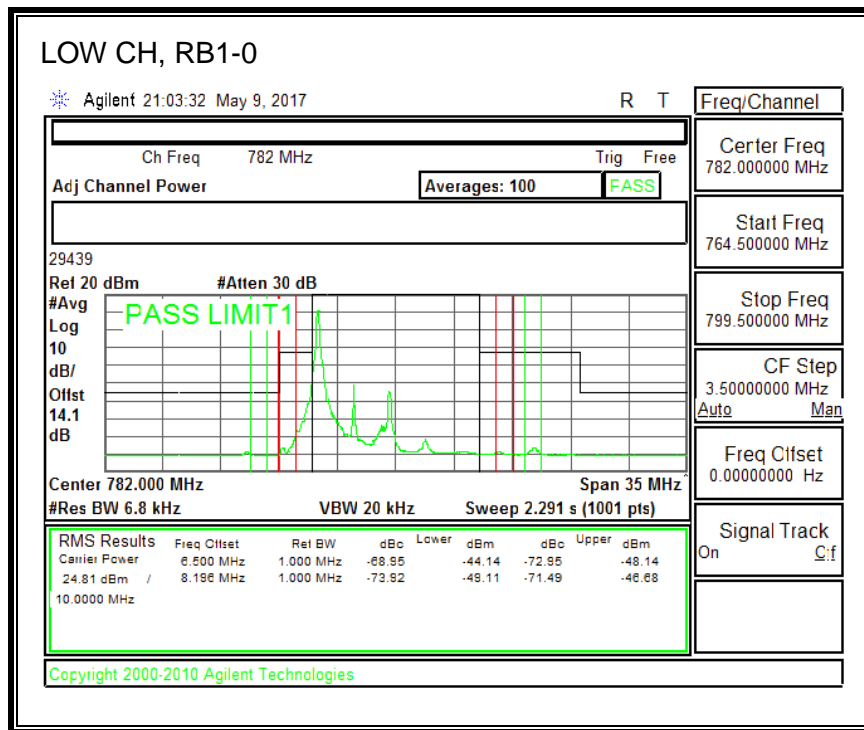 LOW CH, RB1-0
Agilent 21:03:32 May 9, 2017 R T
Freq/Channel
Ch Freq 782 MHz Trig Free
Adj Channel Power Averages: 100 PASS
29439
Ref 20 dBm #Atten 30 dB
#Avg
Log
10
dB/
Offst
14.1
dB
PASS LIMIT1
Center 782.000 MHz Span 35 MHz
#Res BW 6.8 kHz VBW 20 kHz Sweep 2.291 s (1001 pts)
RMS Results Freq Offset Ref BW dBc Lower dBm dBc Upper dBm
Carrier Power 6.500 MHz 1.000 MHz -68.95 -44.14 -72.95 -48.14
24.81 dBm / 8.196 MHz 1.000 MHz -73.92 -49.11 -71.49 -46.68
10.0000 MHz
Center Freq
782.000000 MHz
Start Freq
764.500000 MHz
Stop Freq
799.500000 MHz
CF Step
3.50000000 MHz
Auto Man
Freq Offset
0.00000000 Hz
Signal Track
On Off
Copyright 2000-2010 Agilent Technologies